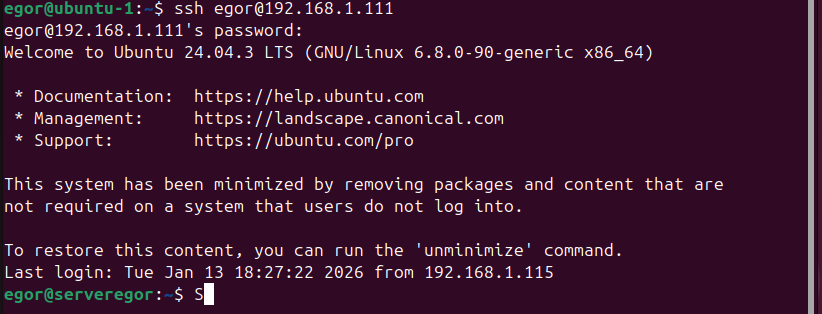 egor@ubuntu-1:~$ ssh egor@192.168.1.111
egor@192.168.1.111's password:
Welcome to Ubuntu 24.04.3 LTS (GNU/Linux 6.8.0-90-generic x86_64)

 * Documentation:  https://help.ubuntu.com
 * Management:     https://landscape.canonical.com
 * Support:        https://ubuntu.com/pro

This system has been minimized by removing packages and content that are
not required on a system that users do not log into.

To restore this content, you can run the 'unminimize' command.
Last login: Tue Jan 13 18:27:22 2026 from 192.168.1.115
egor@serveregor:~$ S